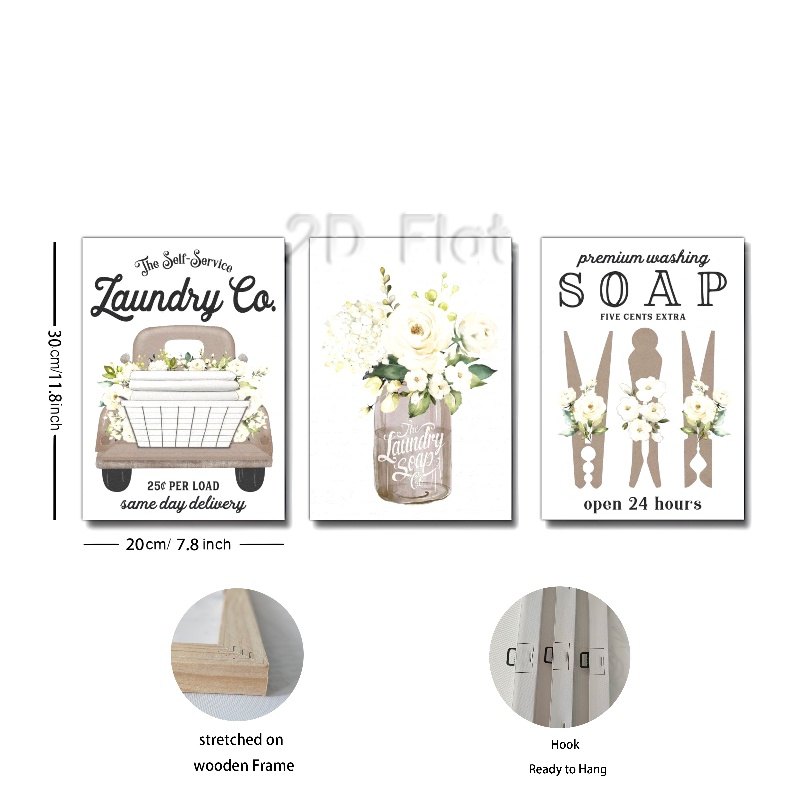 2D Flat
The Self-Service
Laundry Co.
25¢ PER LOAD
same day delivery
The
Laundry
Soap
Co.
premium washing
SOAP
FIVE CENTS EXTRA
open 24 hours
30cm/11.8inch
20cm/ 7.8 inch
stretched on
wooden Frame
Hook
Ready to Hang